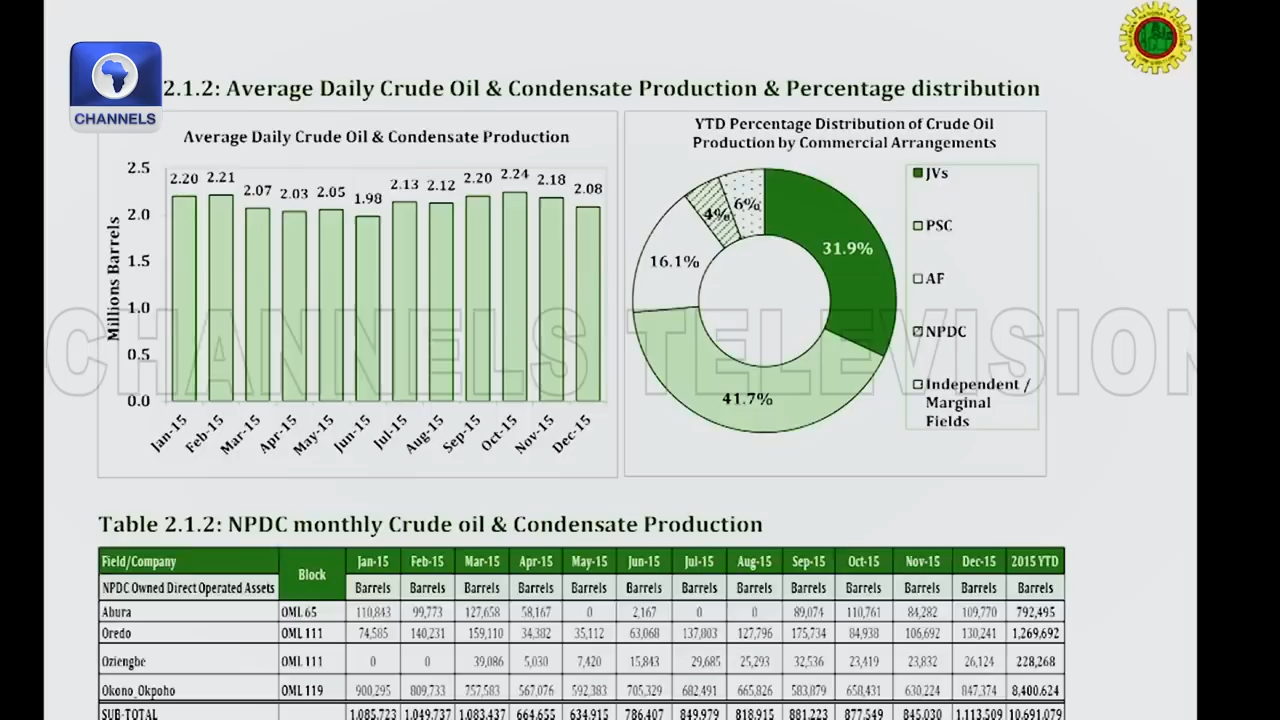 CHANNELS
2.1.2: Average Daily Crude Oil & Condensate Production & Percentage distribution
Average Daily Crude Oil & Condensate Production
Millions Barrels
2.5
2.0
1.5
1.0
0.5
0.0
2.20 2.21 2.07 2.03 2.05 1.98 2.13 2.12 2.20 2.24 2.18 2.08
Jan-15 Feb-15 Mar-15 Apr-15 May-15 Jun-15 Jul-15 Aug-15 Sep-15 Oct-15 Nov-15 Dec-15
YTD Percentage Distribution of Crude Oil
Production by Commercial Arrangements
31.9%
41.7%
16.1%
4%
6%
JVs
PSC
AF
NPDC
Independent /
Marginal
Fields
CHANNELS TELEVISION
Table 2.1.2: NPDC monthly Crude oil & Condensate Production
Field/Company Block Jan-15 Feb-15 Mar-15 Apr-15 May-15 Jun-15 Jul-15 Aug-15 Sep-15 Oct-15 Nov-15 Dec-15 2015 YTD
NPDC Owned Direct Operated Assets Barrels Barrels Barrels Barrels Barrels Barrels Barrels Barrels Barrels Barrels Barrels Barrels Barrels
Abura OML 65 110,843 99,773 127,658 58,167 0 2,167 0 0 89,074 110,761 84,282 109,770 792,495
Oredo OML 111 74,585 140,231 159,110 34,382 35,112 63,068 137,803 127,796 175,734 84,938 106,692 130,241 1,269,692
Oziengbe OML 111 0 0 39,086 5,030 7,420 15,843 29,685 25,293 32,536 23,419 23,832 26,124 228,268
Okono_Okpoho OML 119 900,295 809,733 757,583 567,076 592,383 705,329 682,491 665,826 583,879 658,431 630,224 847,374 8,400,624
SUB-TOTAL 1,085,723 1,049,737 1,083,437 664,655 634,915 786,407 849,979 818,915 881,223 877,549 845,030 1,113,509 10,691,079